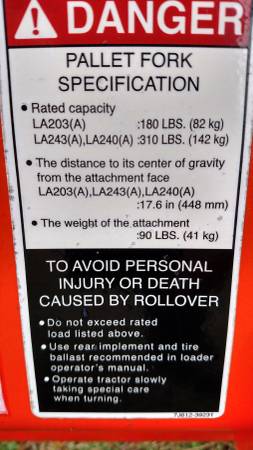 DANGER
PALLET FORK
SPECIFICATION
• Rated capacity
LA203(A) :180 LBS. (82 kg)
LA243(A),LA240(A) :310 LBS. (142 kg)
• The distance to its center of gravity
from the attachment face
LA203(A),LA243(A),LA240(A)
:17.6 in (448 mm)
• The weight of the attachment
:90 LBS. (41 kg)
TO AVOID PERSONAL
INJURY OR DEATH
CAUSED BY ROLLOVER
• Do not exceed rated
load listed above.
• Use rear implement and tire
ballast recommended in loader
operator's manual.
• Operate tractor slowly
taking special care
when turning.